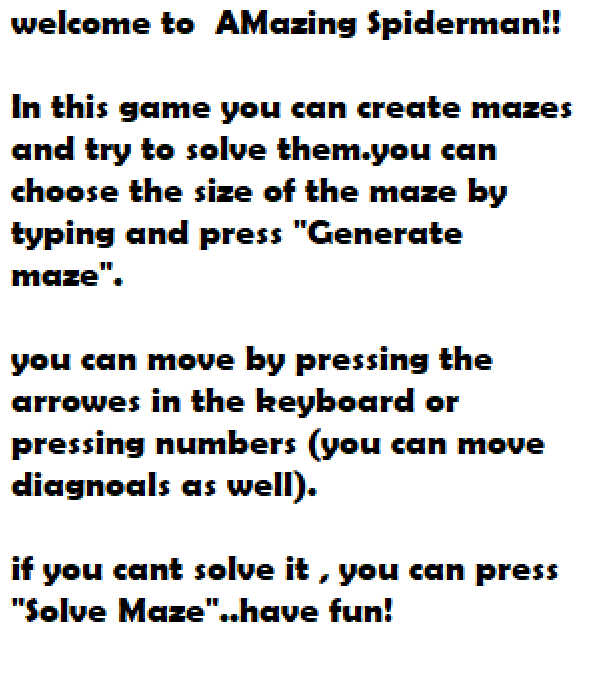 welcome to  AMazing Spiderman!!
In this game you can create mazes
and try to solve them.you can
choose the size of the maze by
typing and press "Generate
maze".
you can move by pressing the
arrowes in the keyboard or
pressing numbers (you can move
diagnoals as well).
if you cant solve it , you can press
"Solve Maze"..have fun!